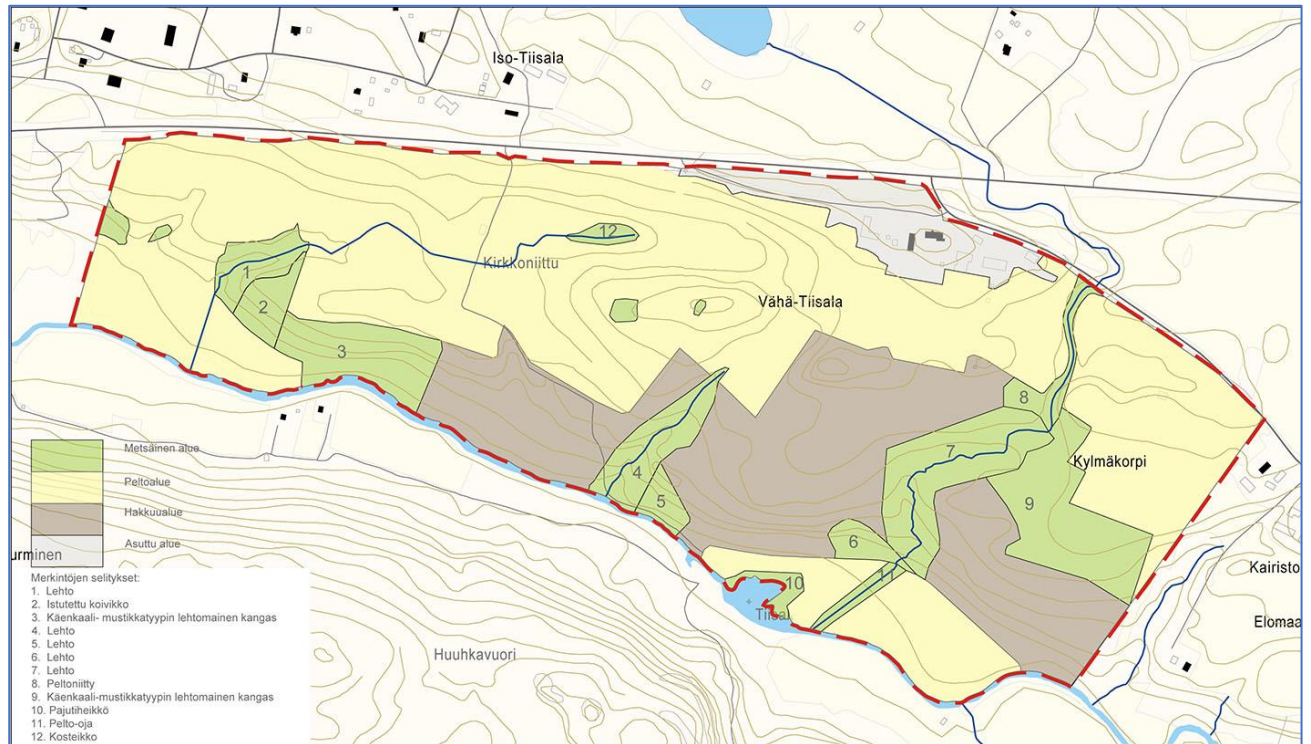 Iso-Tiisala
12
1
Kirkkoniittu
2
Vähä-Tiisala
3
8
7
4
Kylmäkorpi
5
9
6
11
10
Tiisal
Huuhkavuori
Kairisto
Elomaa
urminen
Metsäinen alue
Peltoalue
Hakkuualue
Asuttu alue
Merkintöjen selitykset:
1. Lehto
2. Istutettu koivikko
3. Käenkaali- mustikkatyypin lehtomainen kangas
4. Lehto
5. Lehto
6. Lehto
7. Lehto
8. Peltoniitty
9. Käenkaali-mustikkatyypin lehtomainen kangas
10. Pajutiheikkö
11. Pelto-oja
12. Kosteikko